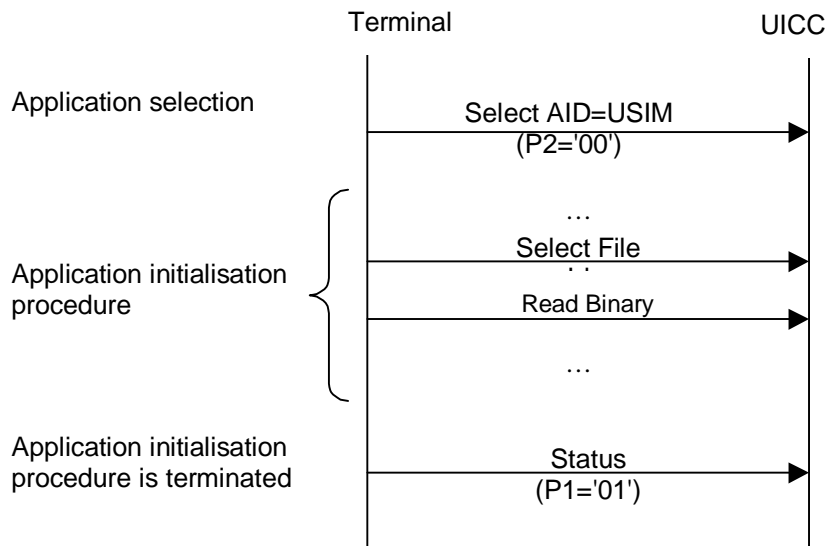 Terminal
UICC
Application selection
Select AID=USIM
(P2='00')
...
Select File
. .
Application initialisation
procedure
Read Binary
...
Application initialisation
procedure is terminated
Status
(P1='01')